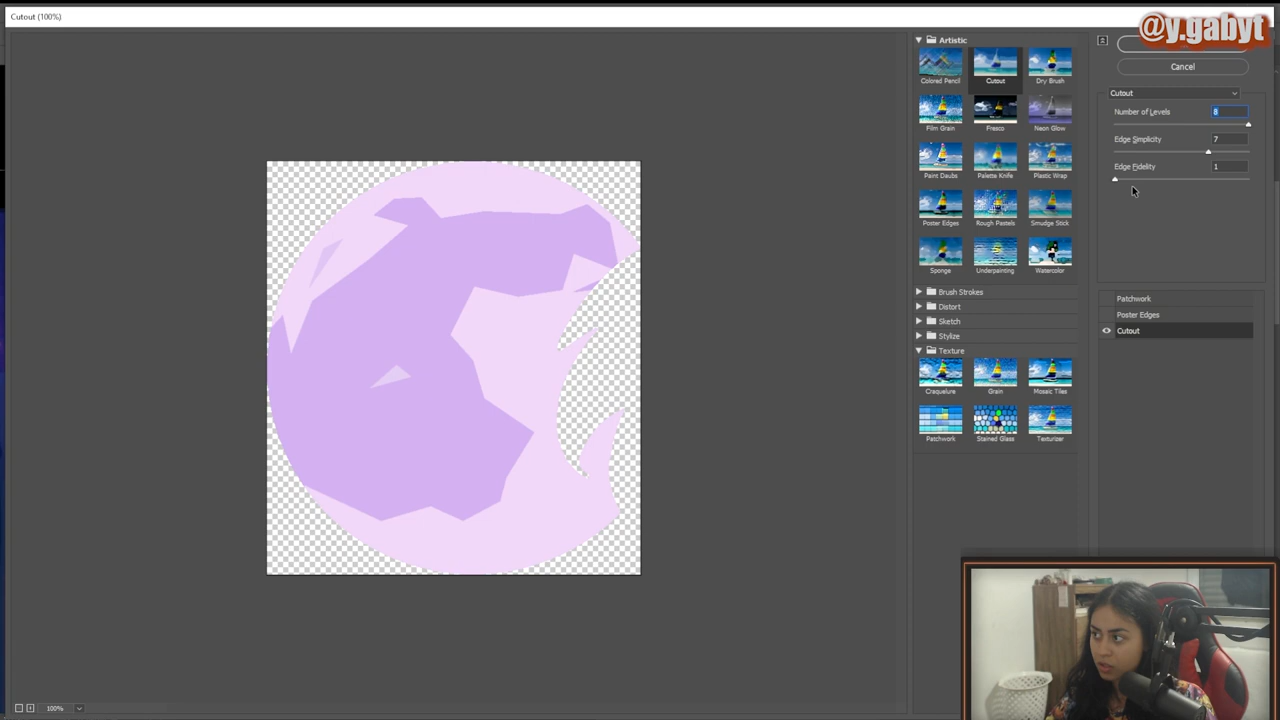 Cutout (100%)
@y.gabyt
Artistic
Colored Pencil
Cutout
Dry Brush
Film Grain
Fresco
Neon Glow
Paint Daubs
Palette Knife
Plastic Wrap
Poster Edges
Rough Pastels
Smudge Stick
Sponge
Underpainting
Watercolor
Brush Strokes
Distort
Sketch
Stylize
Texture
Craquelure
Grain
Mosaic Tiles
Patchwork
Stained Glass
Texturizer
Cancel
Cutout
Number of Levels 8
Edge Simplicity 7
Edge Fidelity 1
Patchwork
Poster Edges
Cutout
100%